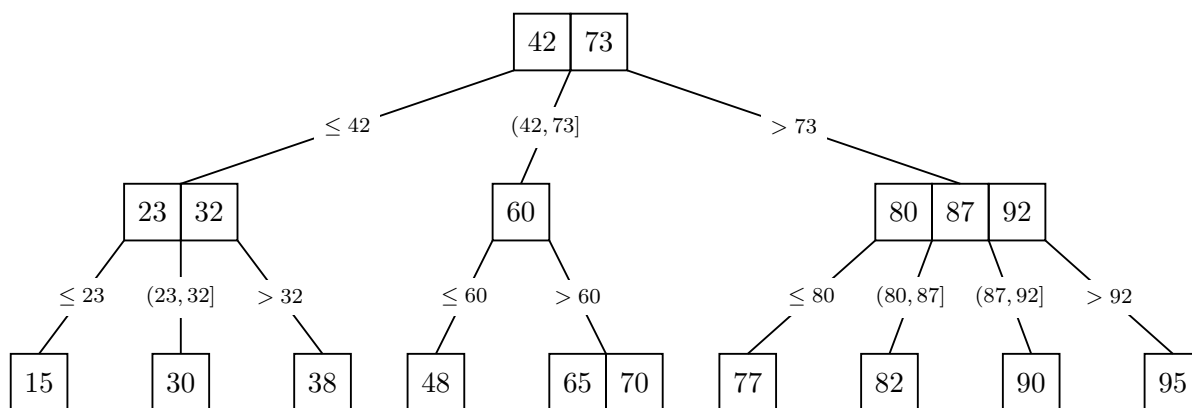 42 73
≤ 42 (42, 73] > 73
23 32 60 80 87 92
≤ 23 (23, 32] > 32 ≤ 60 > 60 ≤ 80 (80, 87] (87, 92] > 92
15 30 38 48 65 70 77 82 90 95